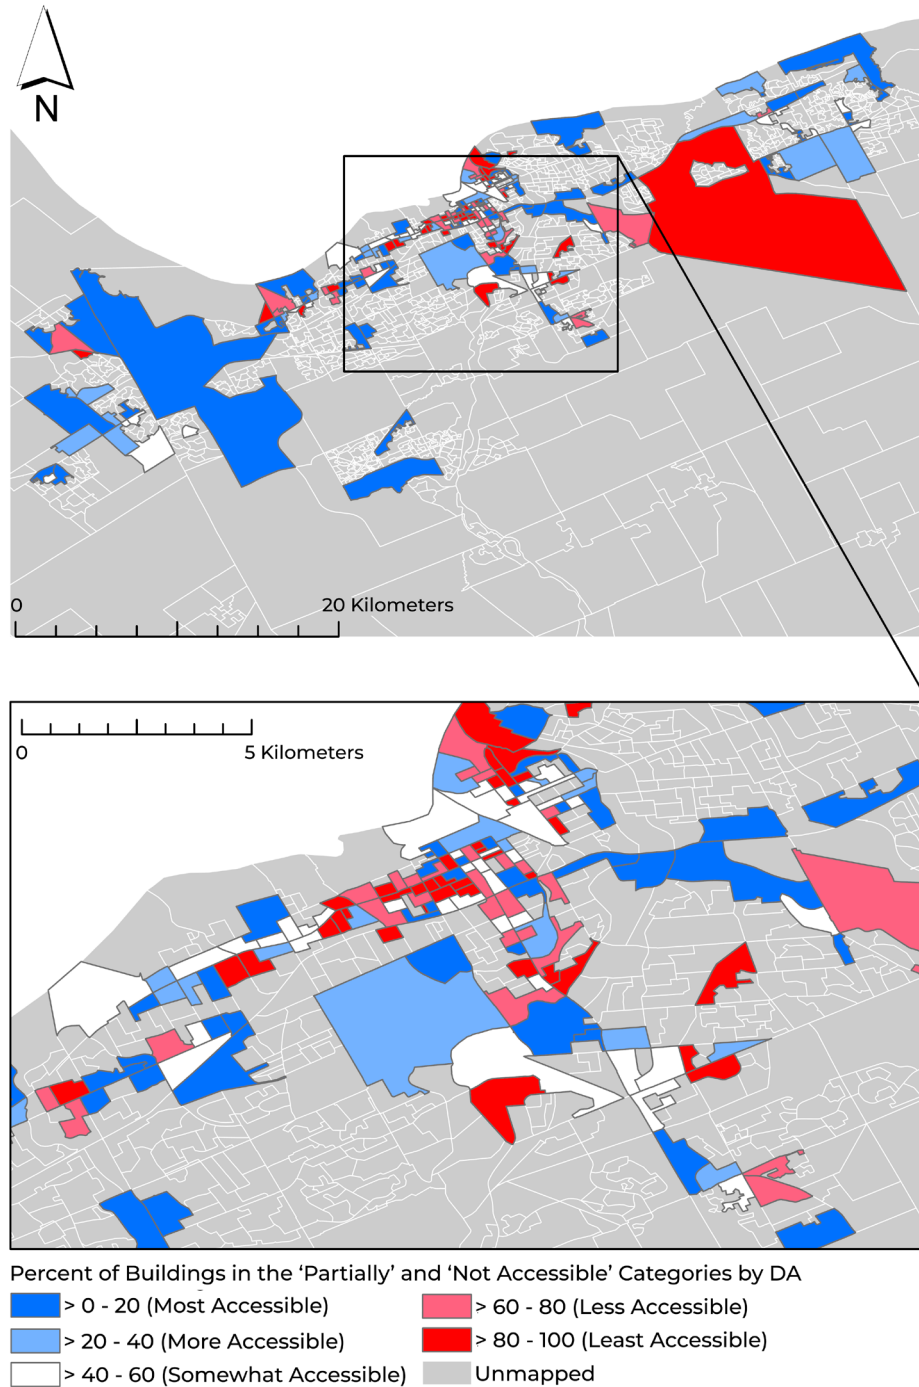 N
0 20 Kilometers
0 5 Kilometers
Percent of Buildings in the ‘Partially’ and ‘Not Accessible’ Categories by DA
> 0 - 20 (Most Accessible)
> 60 - 80 (Less Accessible)
> 20 - 40 (More Accessible)
> 80 - 100 (Least Accessible)
> 40 - 60 (Somewhat Accessible)
Unmapped